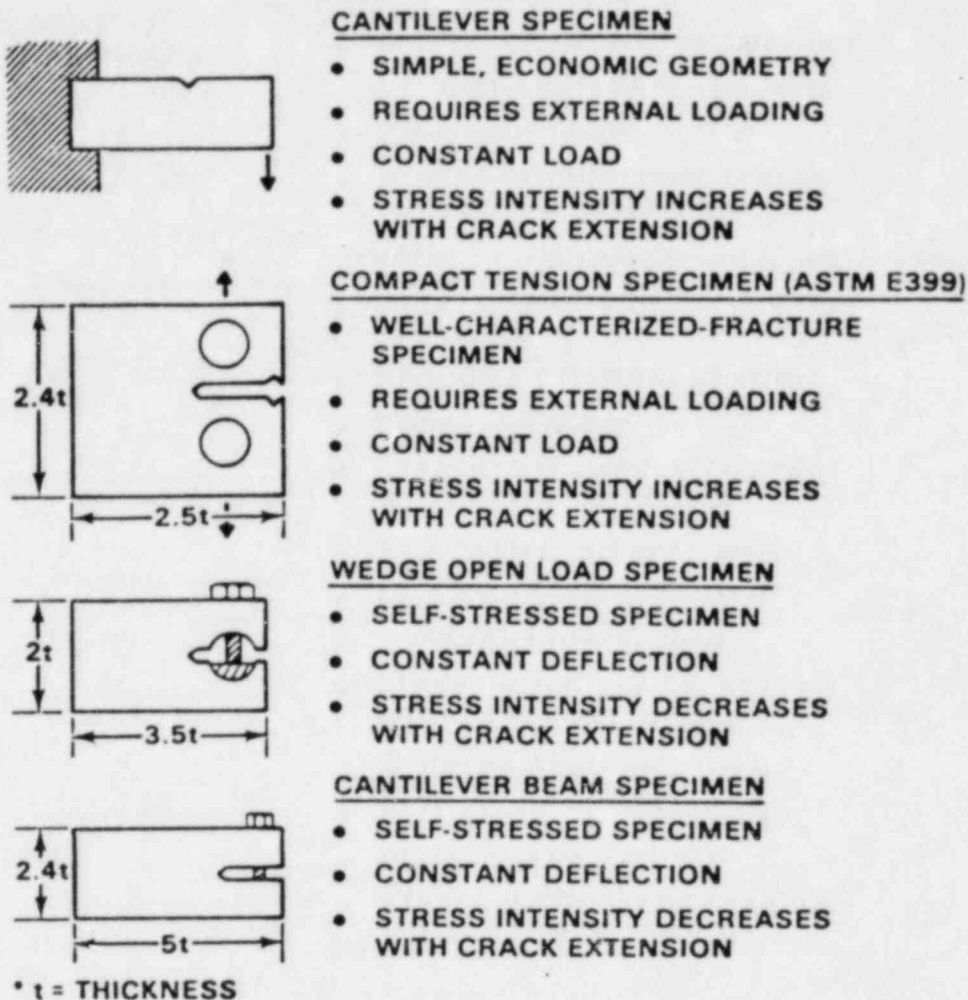 CANTILEVER SPECIMEN
• SIMPLE, ECONOMIC GEOMETRY
• REQUIRES EXTERNAL LOADING
• CONSTANT LOAD
• STRESS INTENSITY INCREASES
WITH CRACK EXTENSION
COMPACT TENSION SPECIMEN (ASTM E399)
• WELL-CHARACTERIZED-FRACTURE
SPECIMEN
• REQUIRES EXTERNAL LOADING
• CONSTANT LOAD
• STRESS INTENSITY INCREASES
WITH CRACK EXTENSION
2.4t
2.5t
WEDGE OPEN LOAD SPECIMEN
• SELF-STRESSED SPECIMEN
• CONSTANT DEFLECTION
• STRESS INTENSITY DECREASES
WITH CRACK EXTENSION
2t
3.5t
CANTILEVER BEAM SPECIMEN
• SELF-STRESSED SPECIMEN
• CONSTANT DEFLECTION
• STRESS INTENSITY DECREASES
WITH CRACK EXTENSION
2.4t
5t
* t = THICKNESS